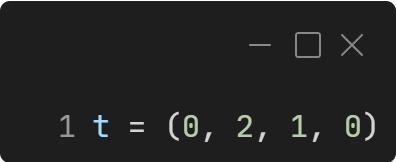 1 t = (0, 2, 1, 0)